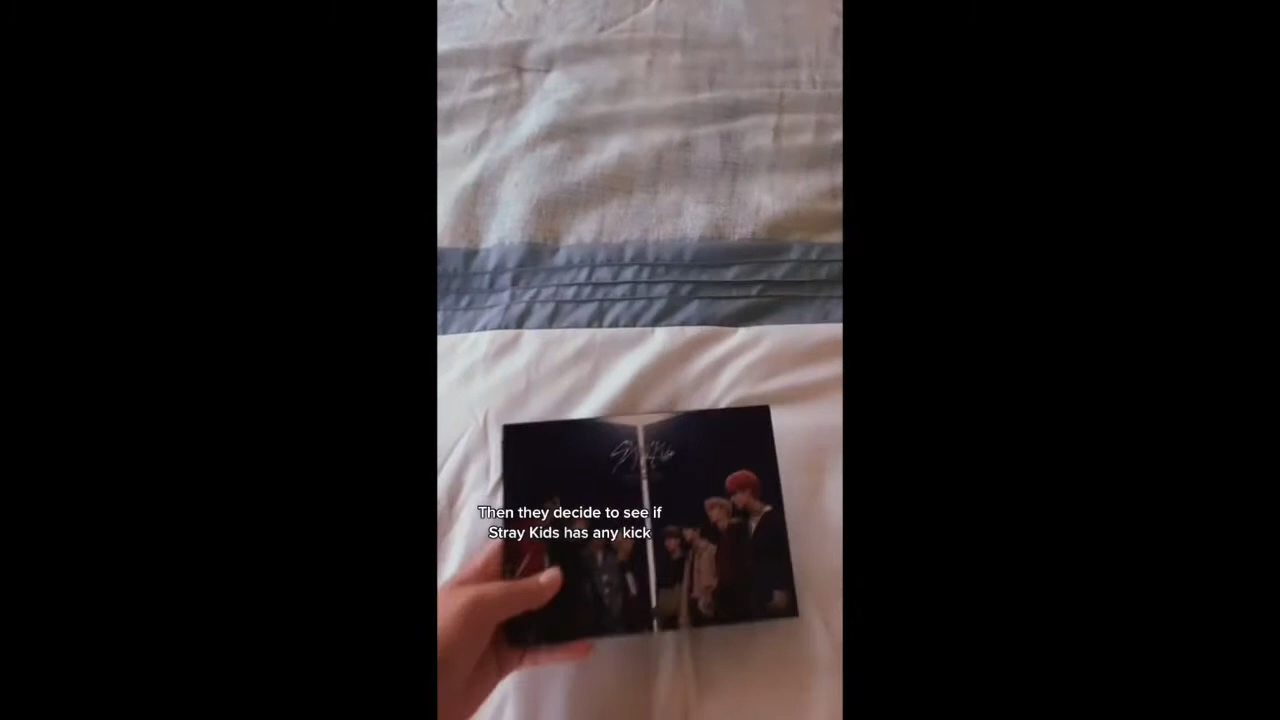 Then they decide to see if
Stray Kids has any kick